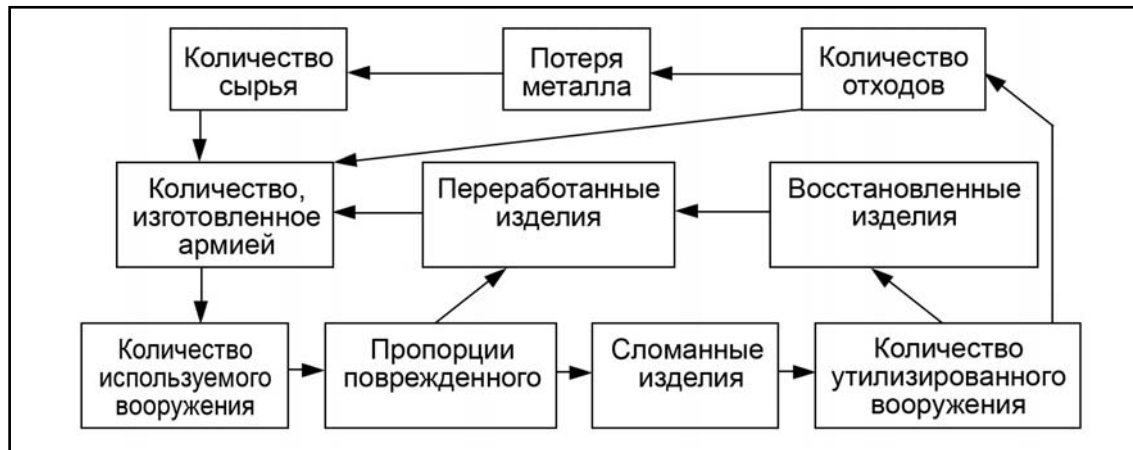 Количество
сырья
Потеря
металла
Количество
отходов
Количество,
изготовленное
армией
Переработанные
изделия
Восстановленные
изделия
Количество
используемого
вооружения
Пропорции
поврежденного
Сломанные
изделия
Количество
утилизированного
вооружения